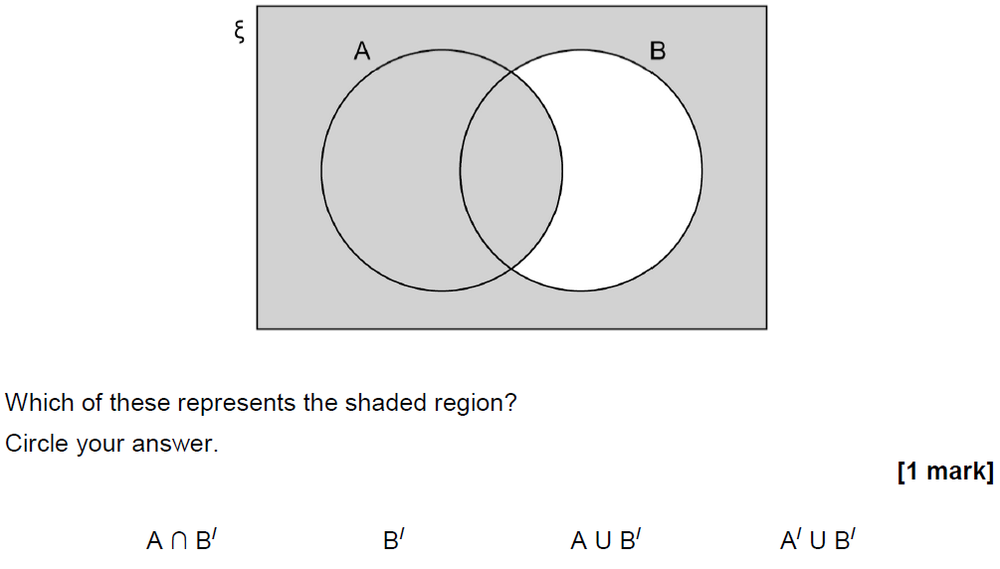 ξ
A B
Which of these represents the shaded region?
Circle your answer.
[1 mark]
A ∩ B′ B′ A ∪ B′ A′ ∪ B′